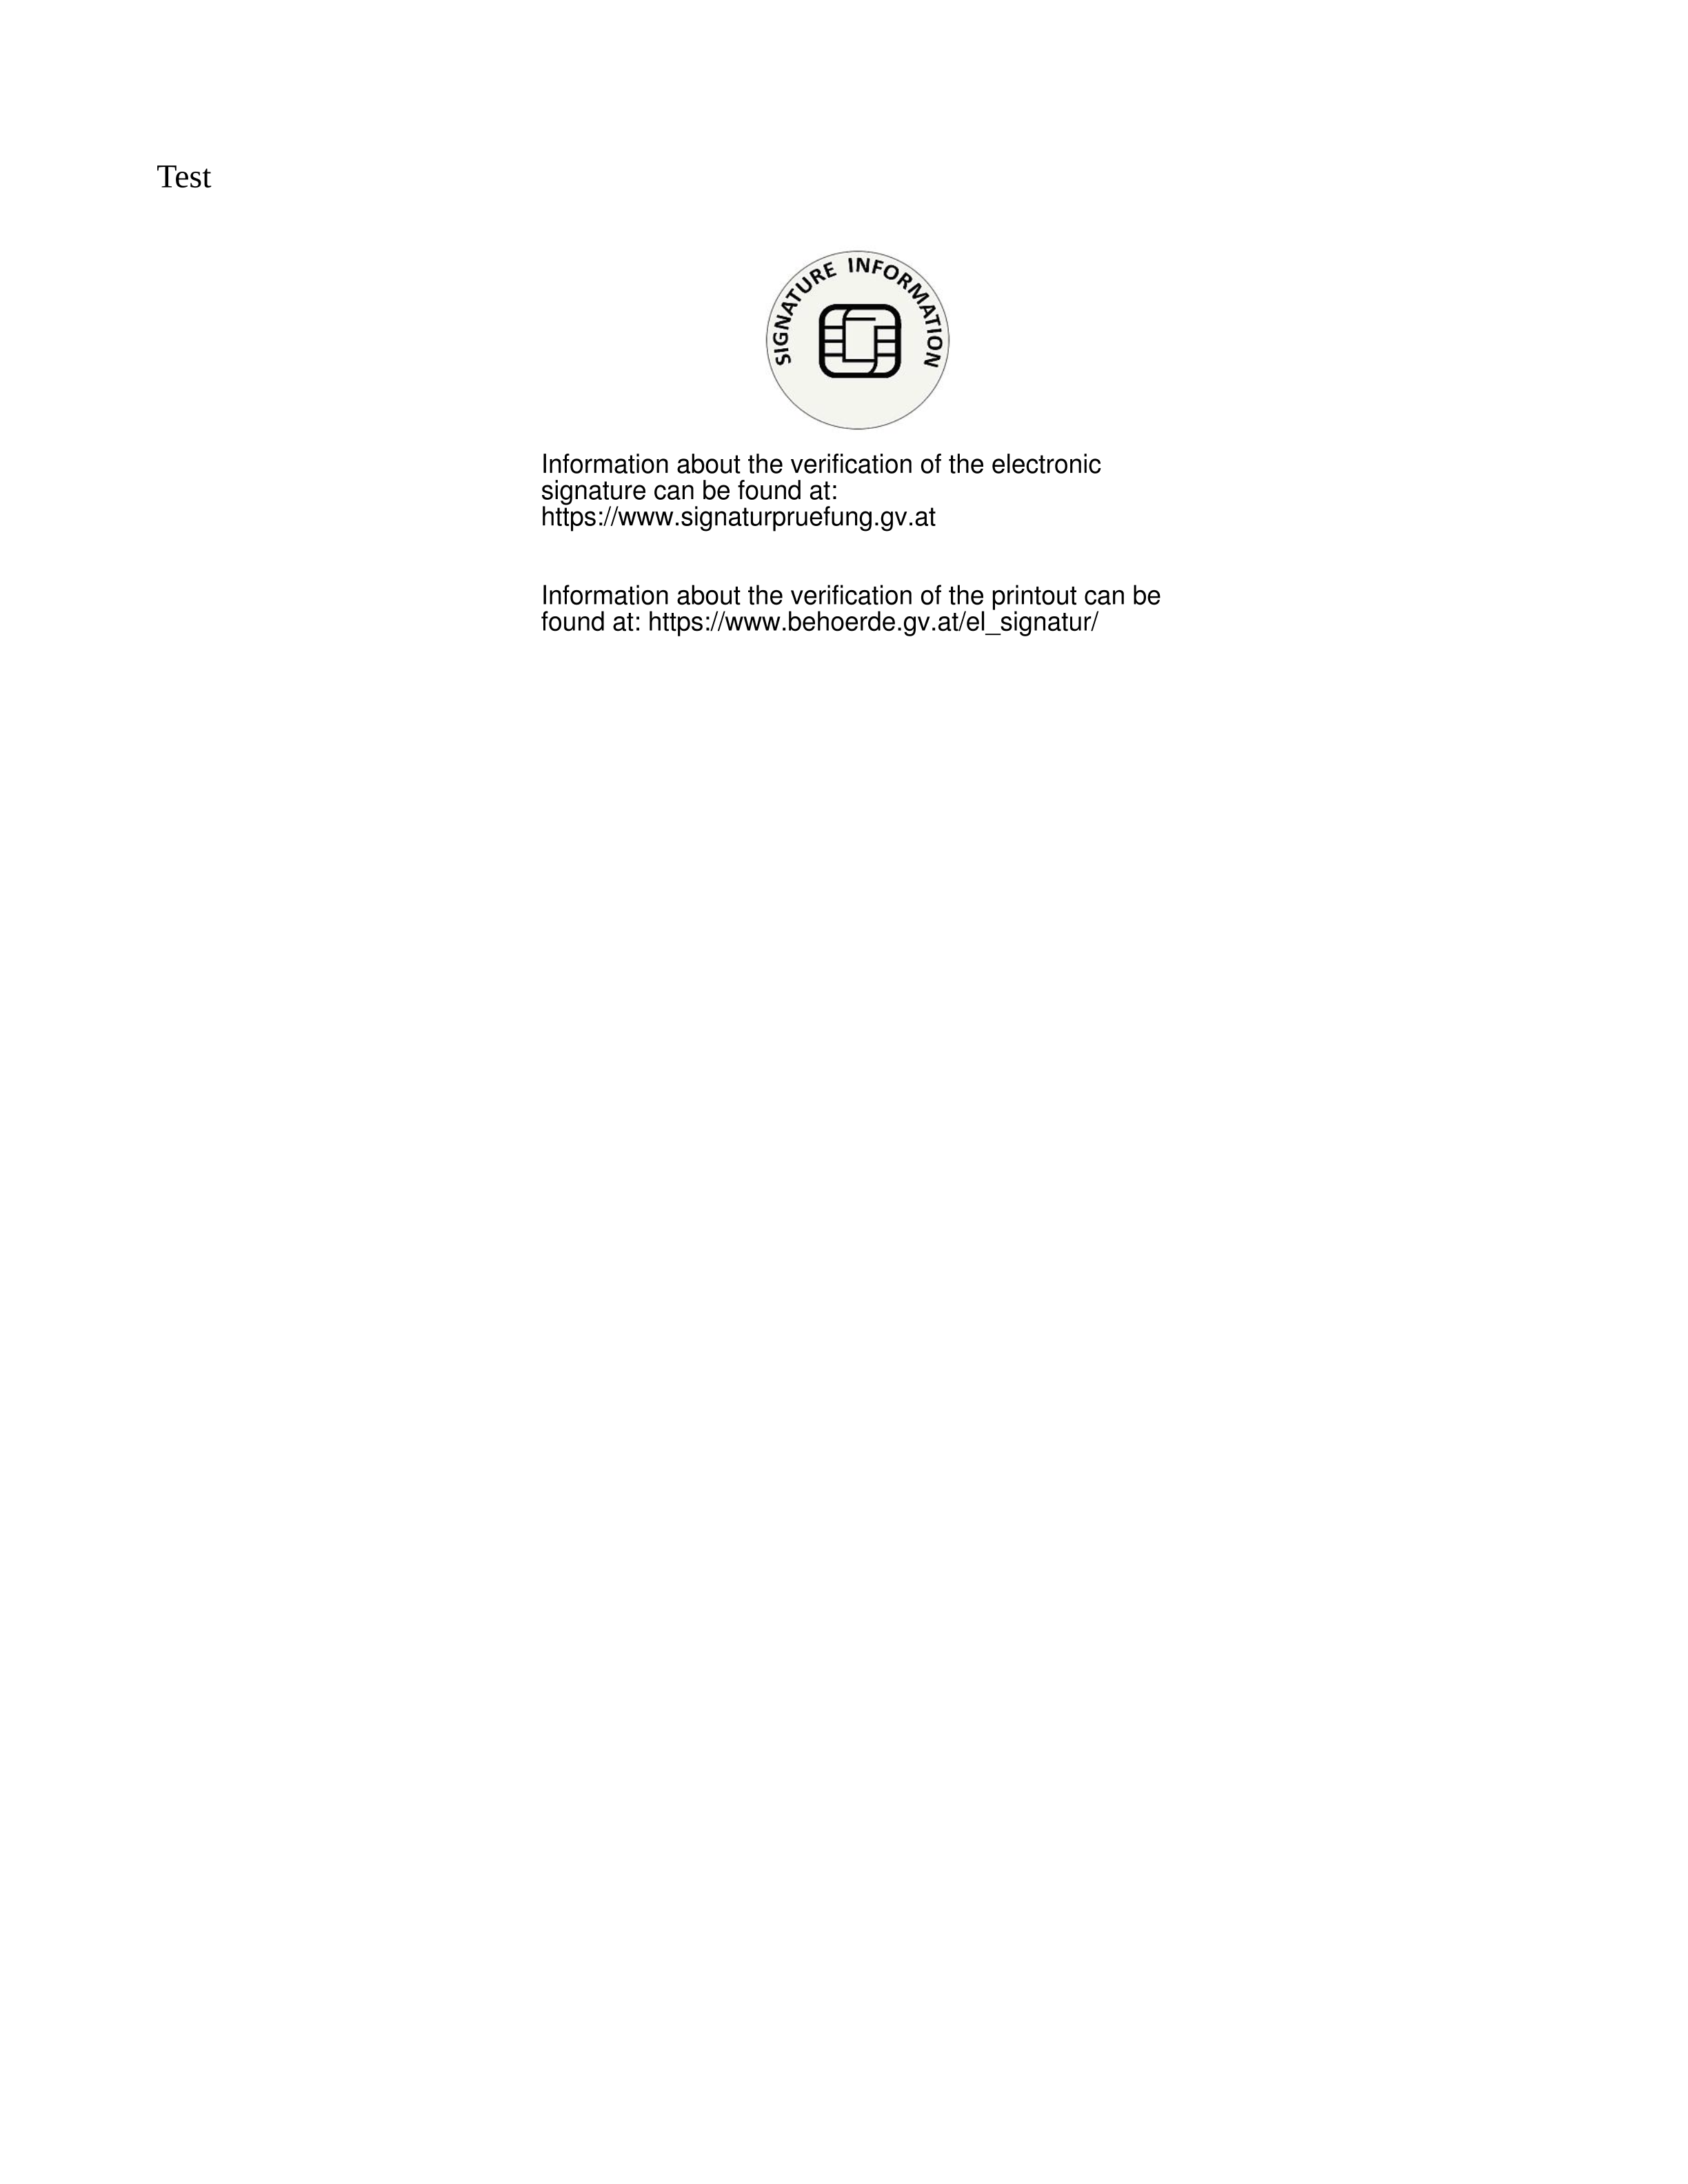 Test
SIGNATURE INFORMATION
Information about the verification of the electronic
signature can be found at:
https://www.signaturpruefung.gv.at
Information about the verification of the printout can be
found at: https://www.behoerde.gv.at/el_signatur/